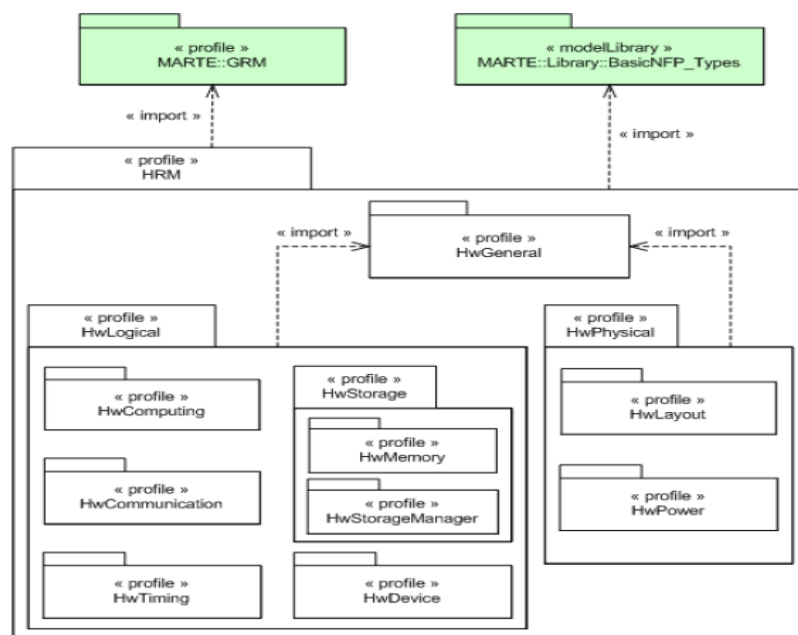 « profile »
MARTE::GRM
« modelLibrary »
MARTE::Library::BasicNFP_Types
« import »
« import »
« profile »
HRM
« import »
« profile »
HwGeneral
« import »
« profile »
HwLogical
« profile »
HwPhysical
« profile »
HwComputing
« profile »
HwStorage
« profile »
HwMemory
« profile »
HwLayout
« profile »
HwCommunication
« profile »
HwStorageManager
« profile »
HwPower
« profile »
HwTiming
« profile »
HwDevice